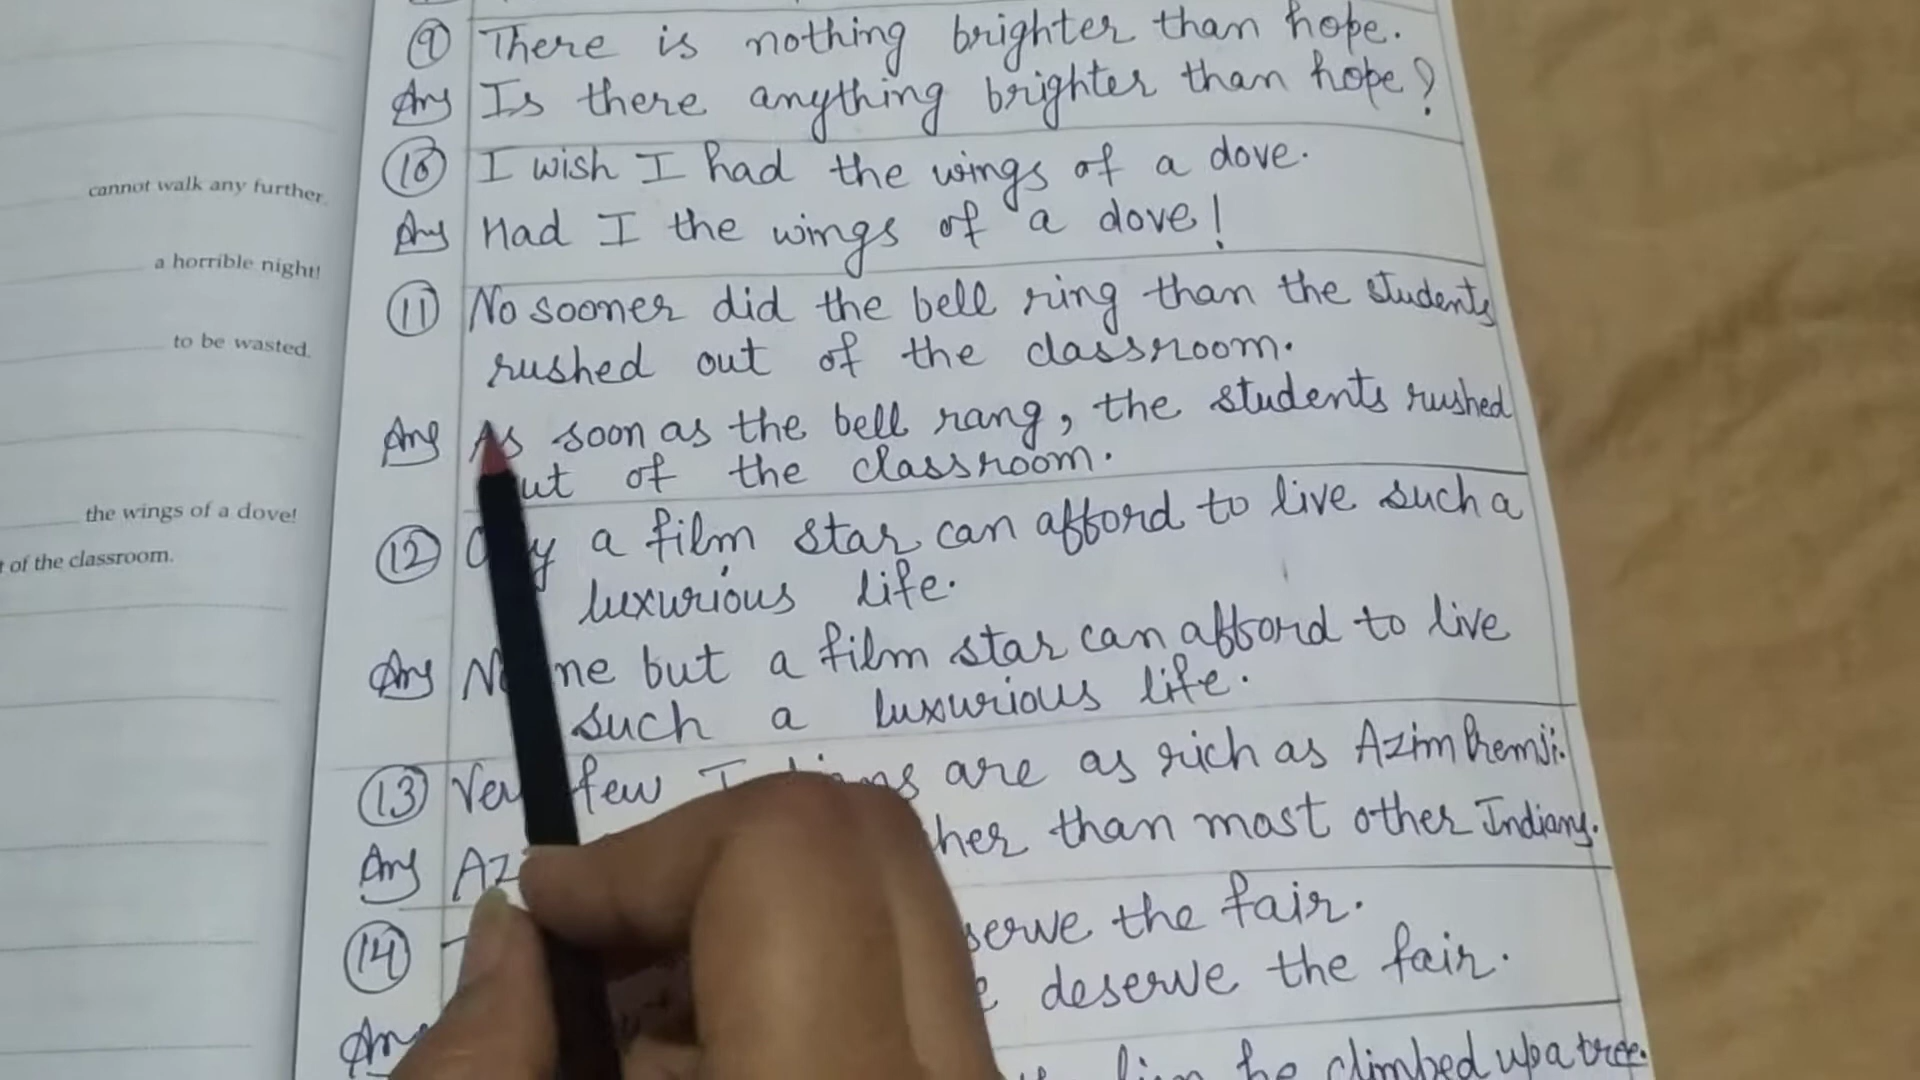 cannot walk any further.
a horrible night!
to be wasted.
the wings of a dove!
of the classroom.
9 There is nothing brighter than hope.
Ans Is there anything brighter than hope?
10 I wish I had the wings of a dove.
Ans Had I the wings of a dove!
11 No sooner did the bell ring than the students
rushed out of the classroom.
Ans As soon as the bell rang, the students rushed
out of the classroom.
12 a film star can afford to live such a
luxurious life.
Ans but a film star can afford to live
such a luxurious life.
13 few are as rich as Azim Premji.
Ans than most other Indians.
14 the fair.
Ans deserve the fair.
he climbed up a tree.